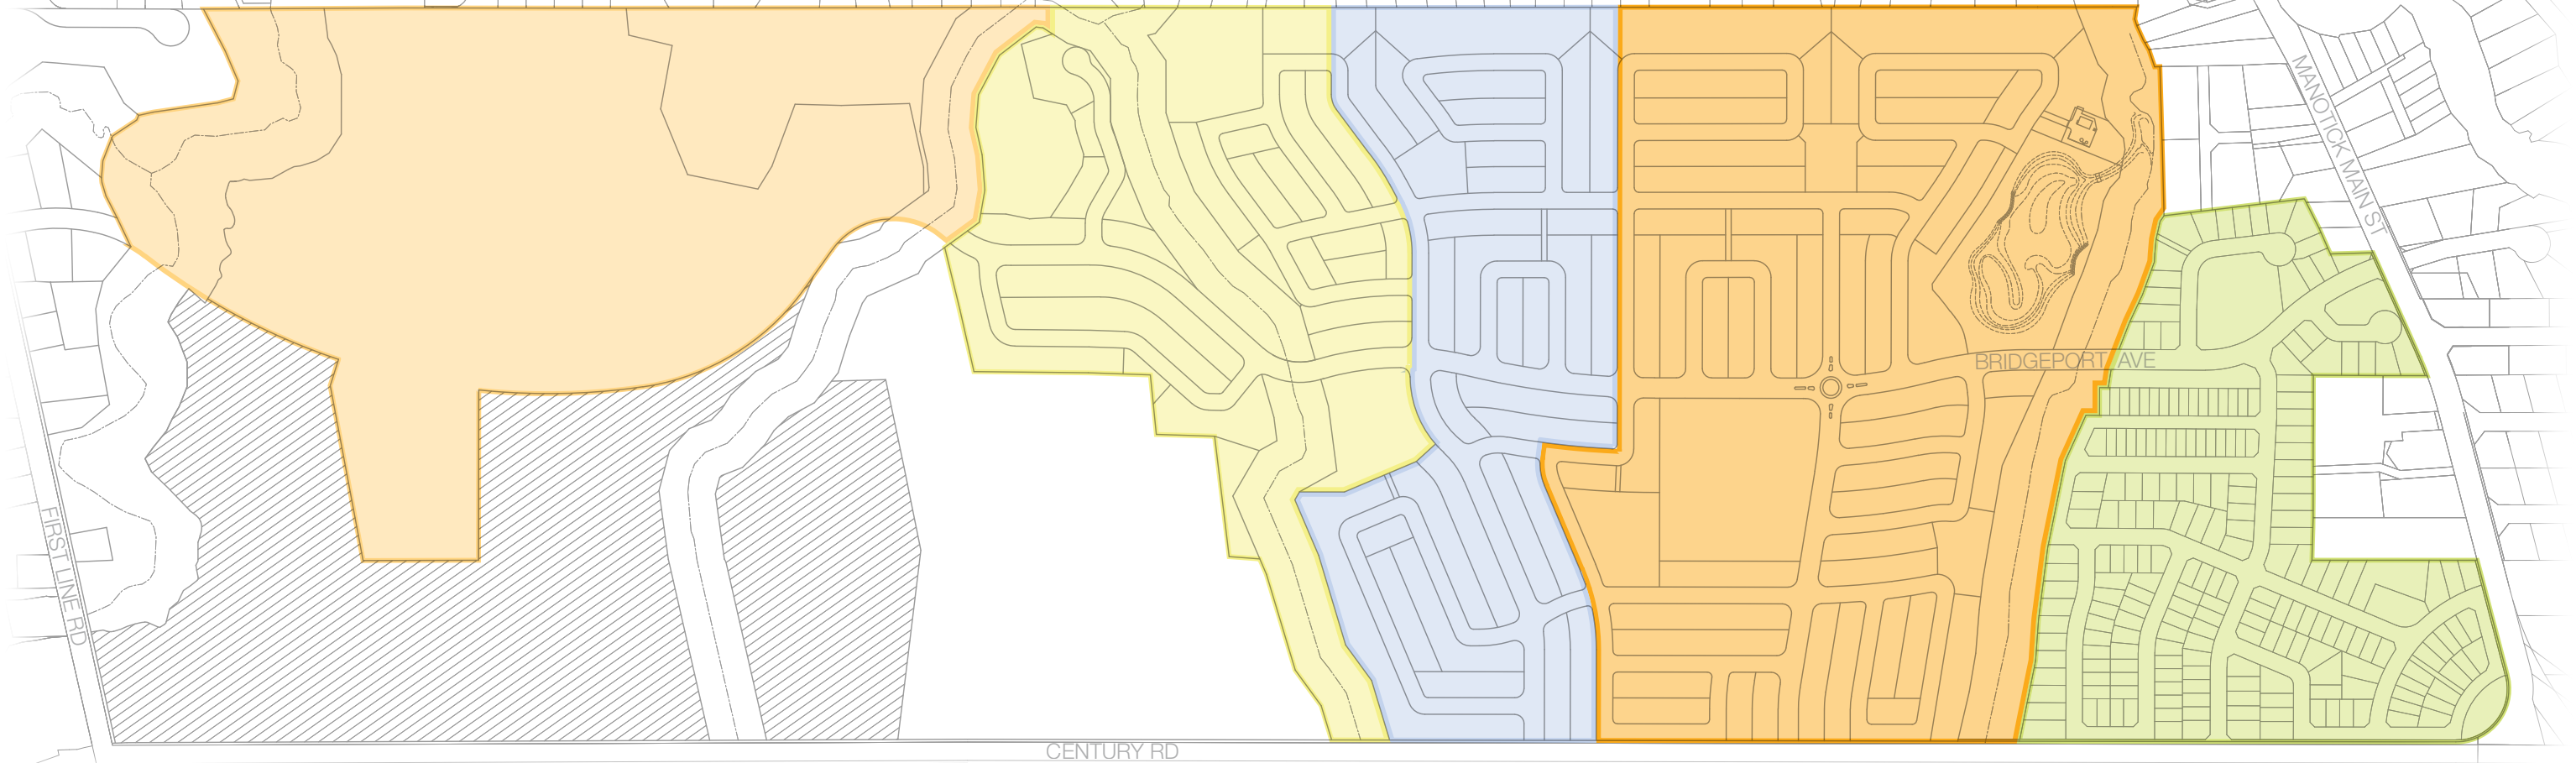 MANOTICK MAIN ST
BRIDGEPORT AVE
FIRST LINE RD
CENTURY RD